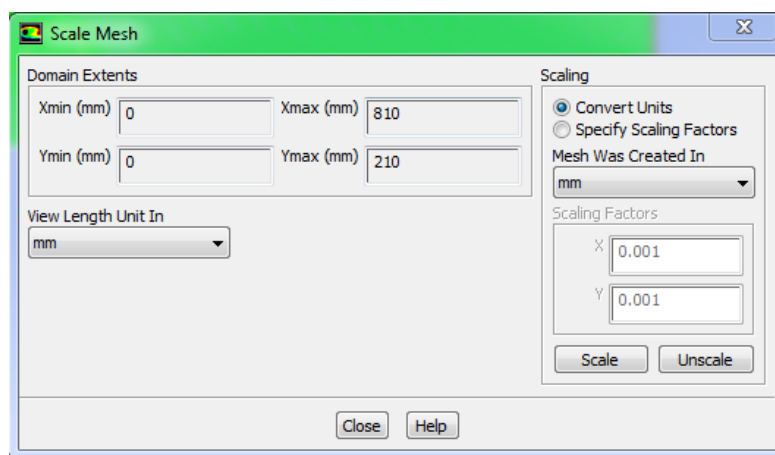 Scale Mesh
Domain Extents
Xmin (mm) 0 Xmax (mm) 810
Ymin (mm) 0 Ymax (mm) 210
View Length Unit In
mm
Scaling
Convert Units
Specify Scaling Factors
Mesh Was Created In
mm
Scaling Factors
X 0.001
Y 0.001
Scale Unscale
Close Help